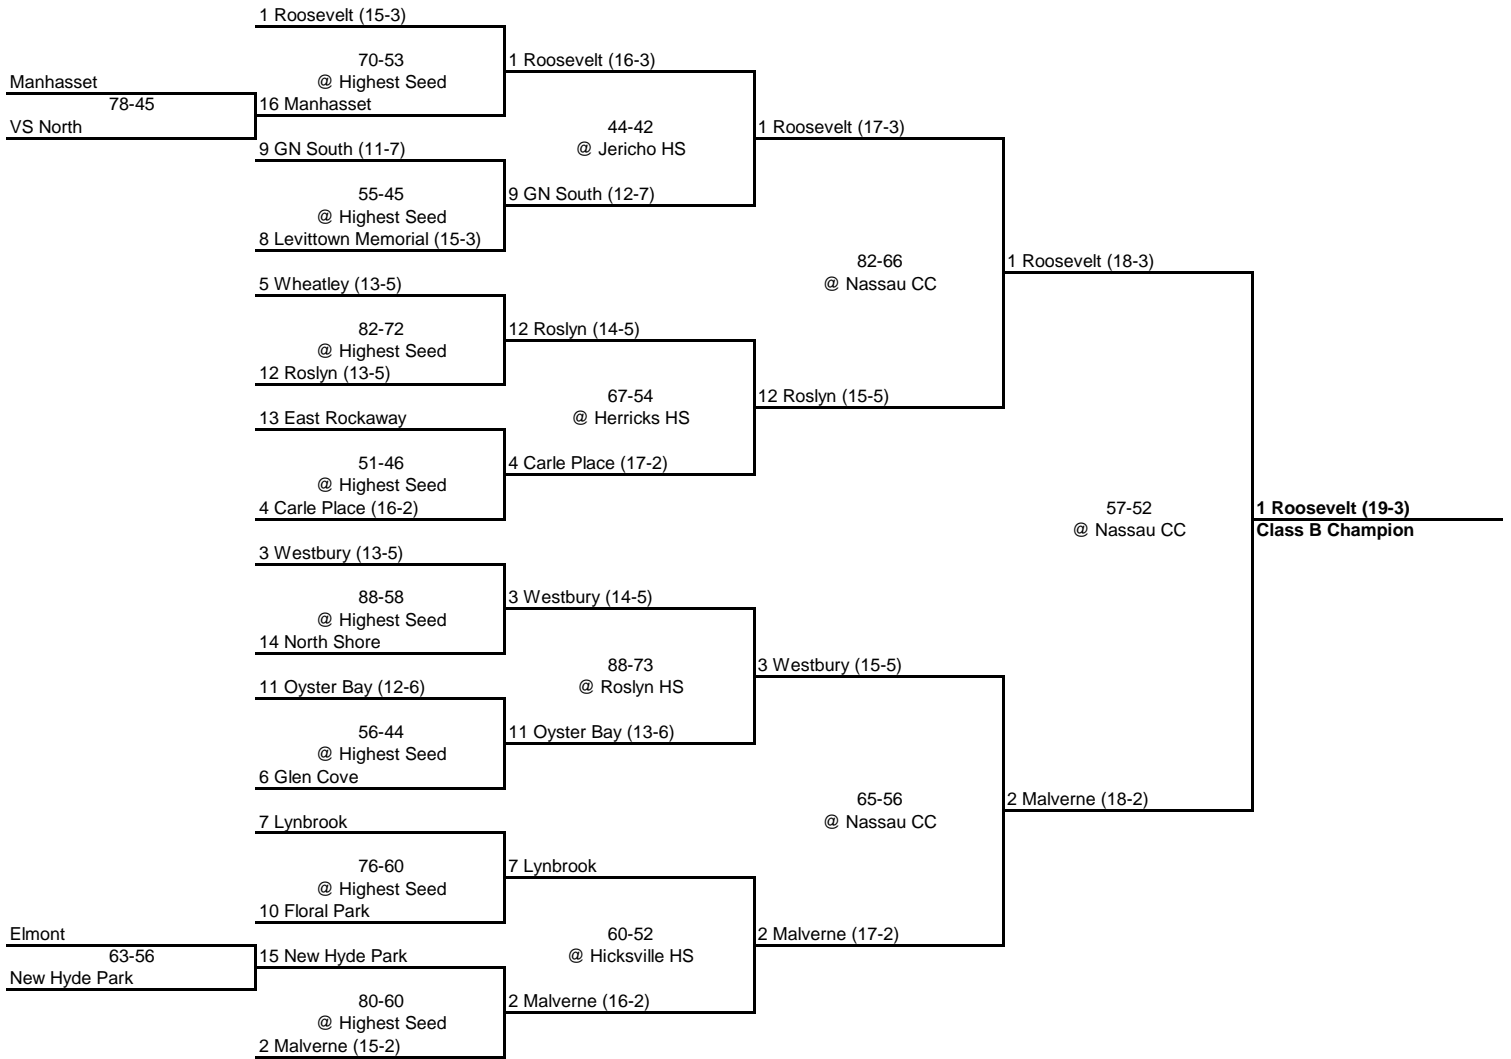 1 Roosevelt (15-3)
70-53
@ Highest Seed
1 Roosevelt (16-3)
Manhasset
78-45
VS North
16 Manhasset
44-42
@ Jericho HS
1 Roosevelt (17-3)
9 GN South (11-7)
55-45
@ Highest Seed
9 GN South (12-7)
8 Levittown Memorial (15-3)
82-66
@ Nassau CC
1 Roosevelt (18-3)
5 Wheatley (13-5)
82-72
@ Highest Seed
12 Roslyn (14-5)
12 Roslyn (13-5)
67-54
@ Herricks HS
12 Roslyn (15-5)
13 East Rockaway
51-46
@ Highest Seed
4 Carle Place (17-2)
4 Carle Place (16-2)
57-52
@ Nassau CC
1 Roosevelt (19-3)
Class B Champion
3 Westbury (13-5)
88-58
@ Highest Seed
3 Westbury (14-5)
14 North Shore
88-73
@ Roslyn HS
3 Westbury (15-5)
11 Oyster Bay (12-6)
56-44
@ Highest Seed
11 Oyster Bay (13-6)
6 Glen Cove
65-56
@ Nassau CC
2 Malverne (18-2)
7 Lynbrook
76-60
@ Highest Seed
7 Lynbrook
10 Floral Park
Elmont
63-56
New Hyde Park
15 New Hyde Park
60-52
@ Hicksville HS
2 Malverne (17-2)
80-60
@ Highest Seed
2 Malverne (16-2)
2 Malverne (15-2)